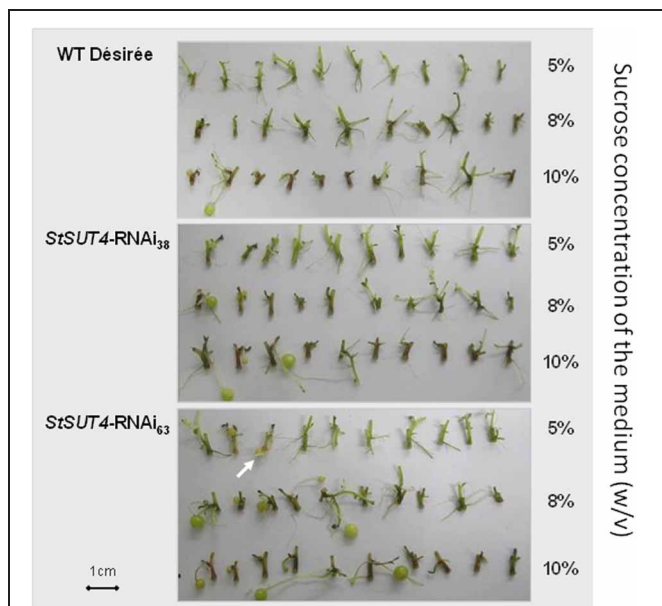 WT Désirée
5%
8%
10%
StSUT4-RNAi38
5%
8%
10%
StSUT4-RNAi63
5%
8%
10%
1cm
Sucrose concentration of the medium (w/v)